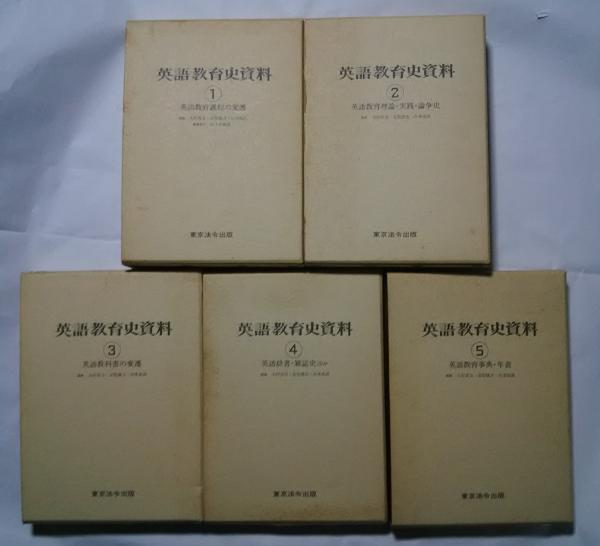 英語教育史資料
1
英語教育課程の変遷
東京法令出版
英語教育史資料
2
英語教育理論・実践・論争史
東京法令出版
英語教育史資料
3
英語教科書の変遷
東京法令出版
英語教育史資料
4
英語辞書・雑誌史ほか
東京法令出版
英語教育史資料
5
英語教育事典・年表
東京法令出版